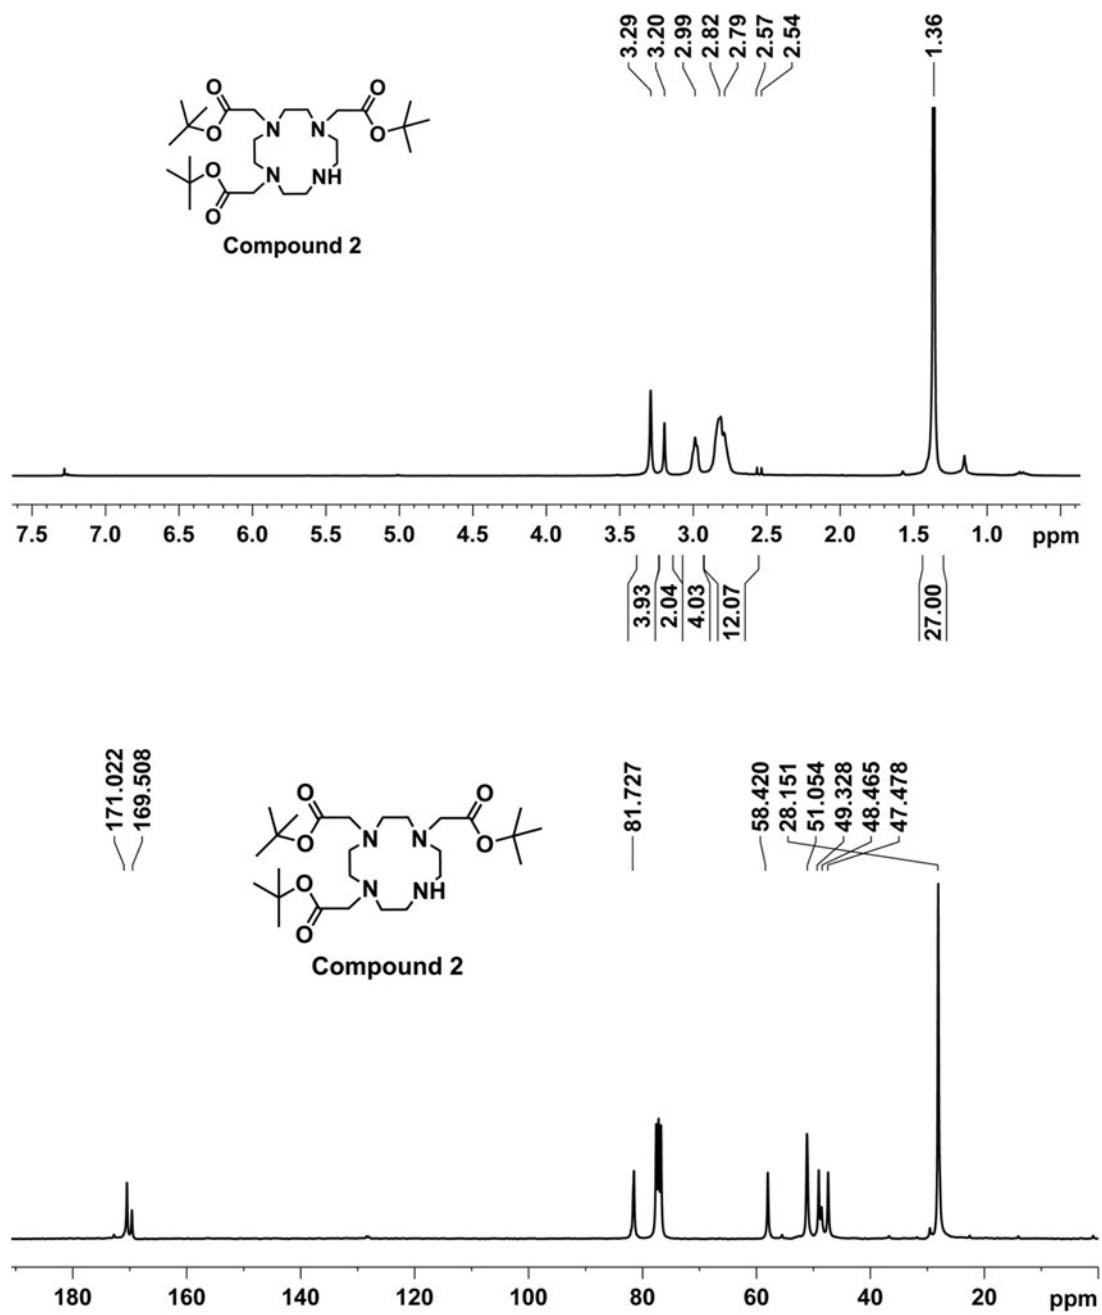 3.29 3.20 2.99 2.82 2.79 2.57 2.54 1.36
O O
O N N O
O N NH
O
Compound 2
7.5 7.0 6.5 6.0 5.5 5.0 4.5 4.0 3.5 3.0 2.5 2.0 1.5 1.0 ppm
3.93 2.04 4.03 12.07 27.00
171.022 169.508 81.727 58.420 28.151 51.054 49.328 48.465 47.478
O O
O N N O
O N NH
O
Compound 2
180 160 140 120 100 80 60 40 20 ppm